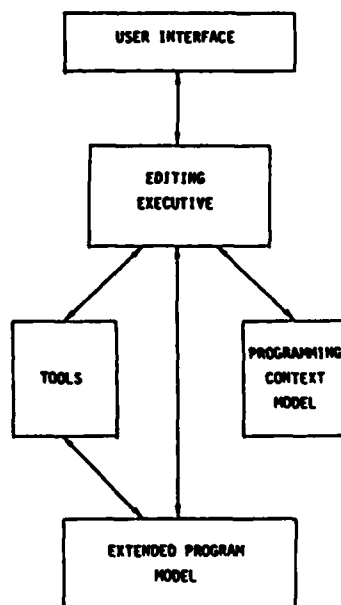 USER INTERFACE
EDITING
EXECUTIVE
TOOLS
PROGRAMMING
CONTEXT
MODEL
EXTENDED PROGRAM
MODEL